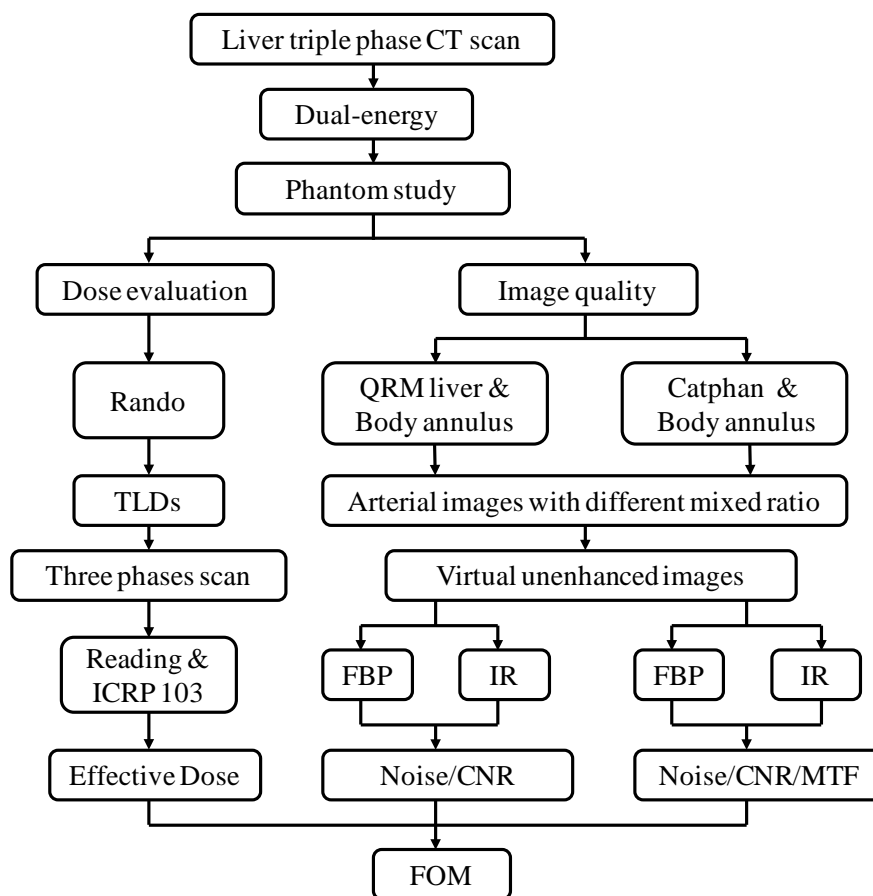 Liver triple phase CT scan
Dual-energy
Phantom study
Dose evaluation
Image quality
Rando
QRM liver &
Body annulus
Catphan &
Body annulus
TLDs
Arterial images with different mixed ratio
Three phases scan
Virtual unenhanced images
Reading &
ICRP 103
FBP
IR
FBP
IR
Effective Dose
Noise/CNR
Noise/CNR/MTF
FOM